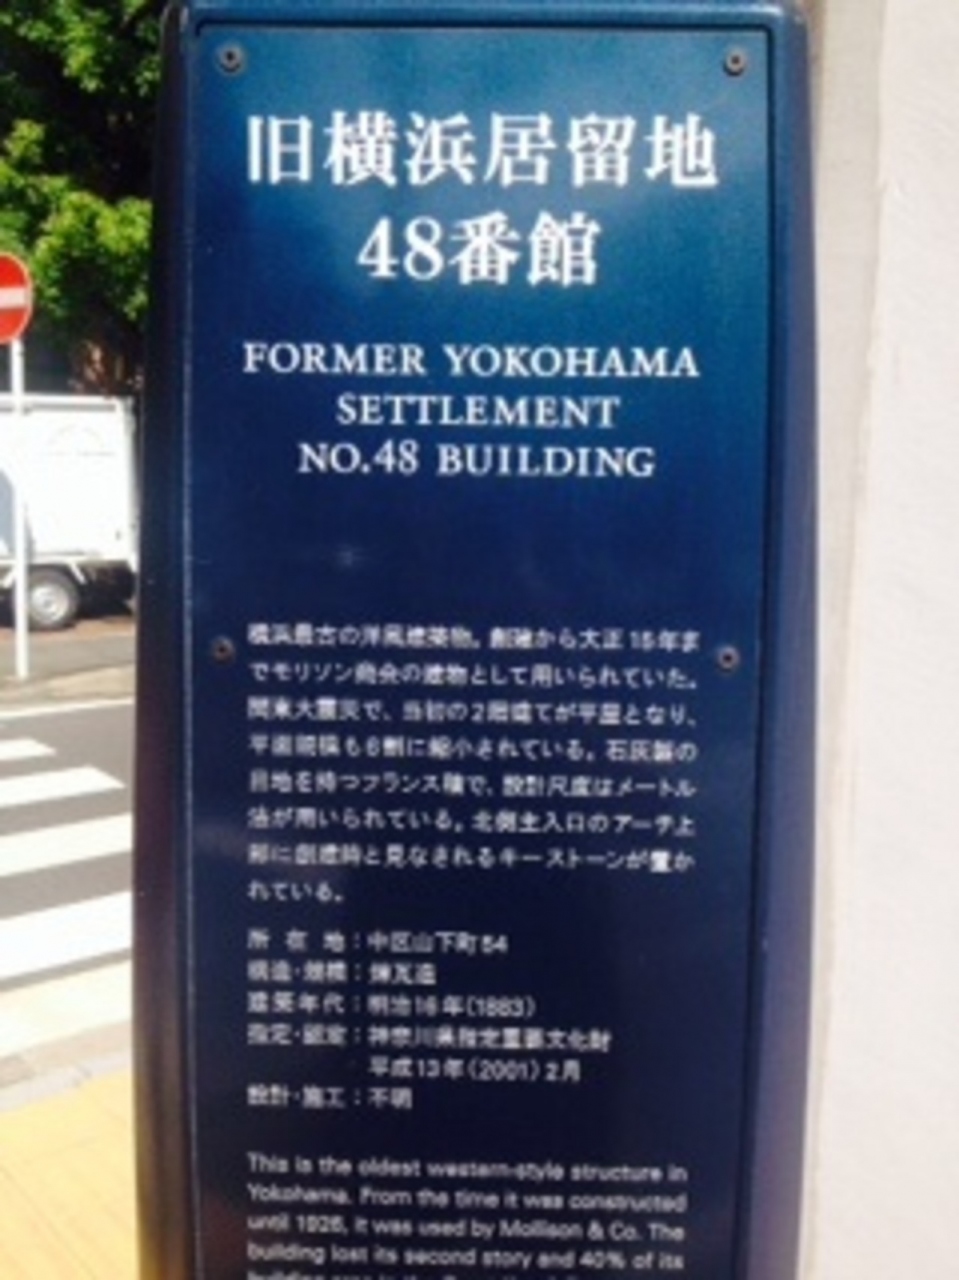 旧横浜居留地
48番館
FORMER YOKOHAMA
SETTLEMENT
NO.48 BUILDING
横浜最古の洋風建築物。創建から大正15年ま
でモリソン商会の建物として用いられていた。
関東大震災で、当初の2階建てが平屋となり、
平面規模も6割に縮小されている。石灰製の
目地を持つフランス積で、設計尺度はメートル
法が用いられている。北側主入口のアーチ上
部に創建時と見なされるキーストーンが置か
れている。
所在地：中区山下町54
構造・規模：煉瓦造
建築年代：明治16年（1883）
指定・認定：神奈川県指定重要文化財
平成13年（2001）2月
設計・施工：不明
This is the oldest western-style structure in
Yokohama. From the time it was constructed
until 1926, it was used by Mollison & Co. The
building lost its second story and 40% of its